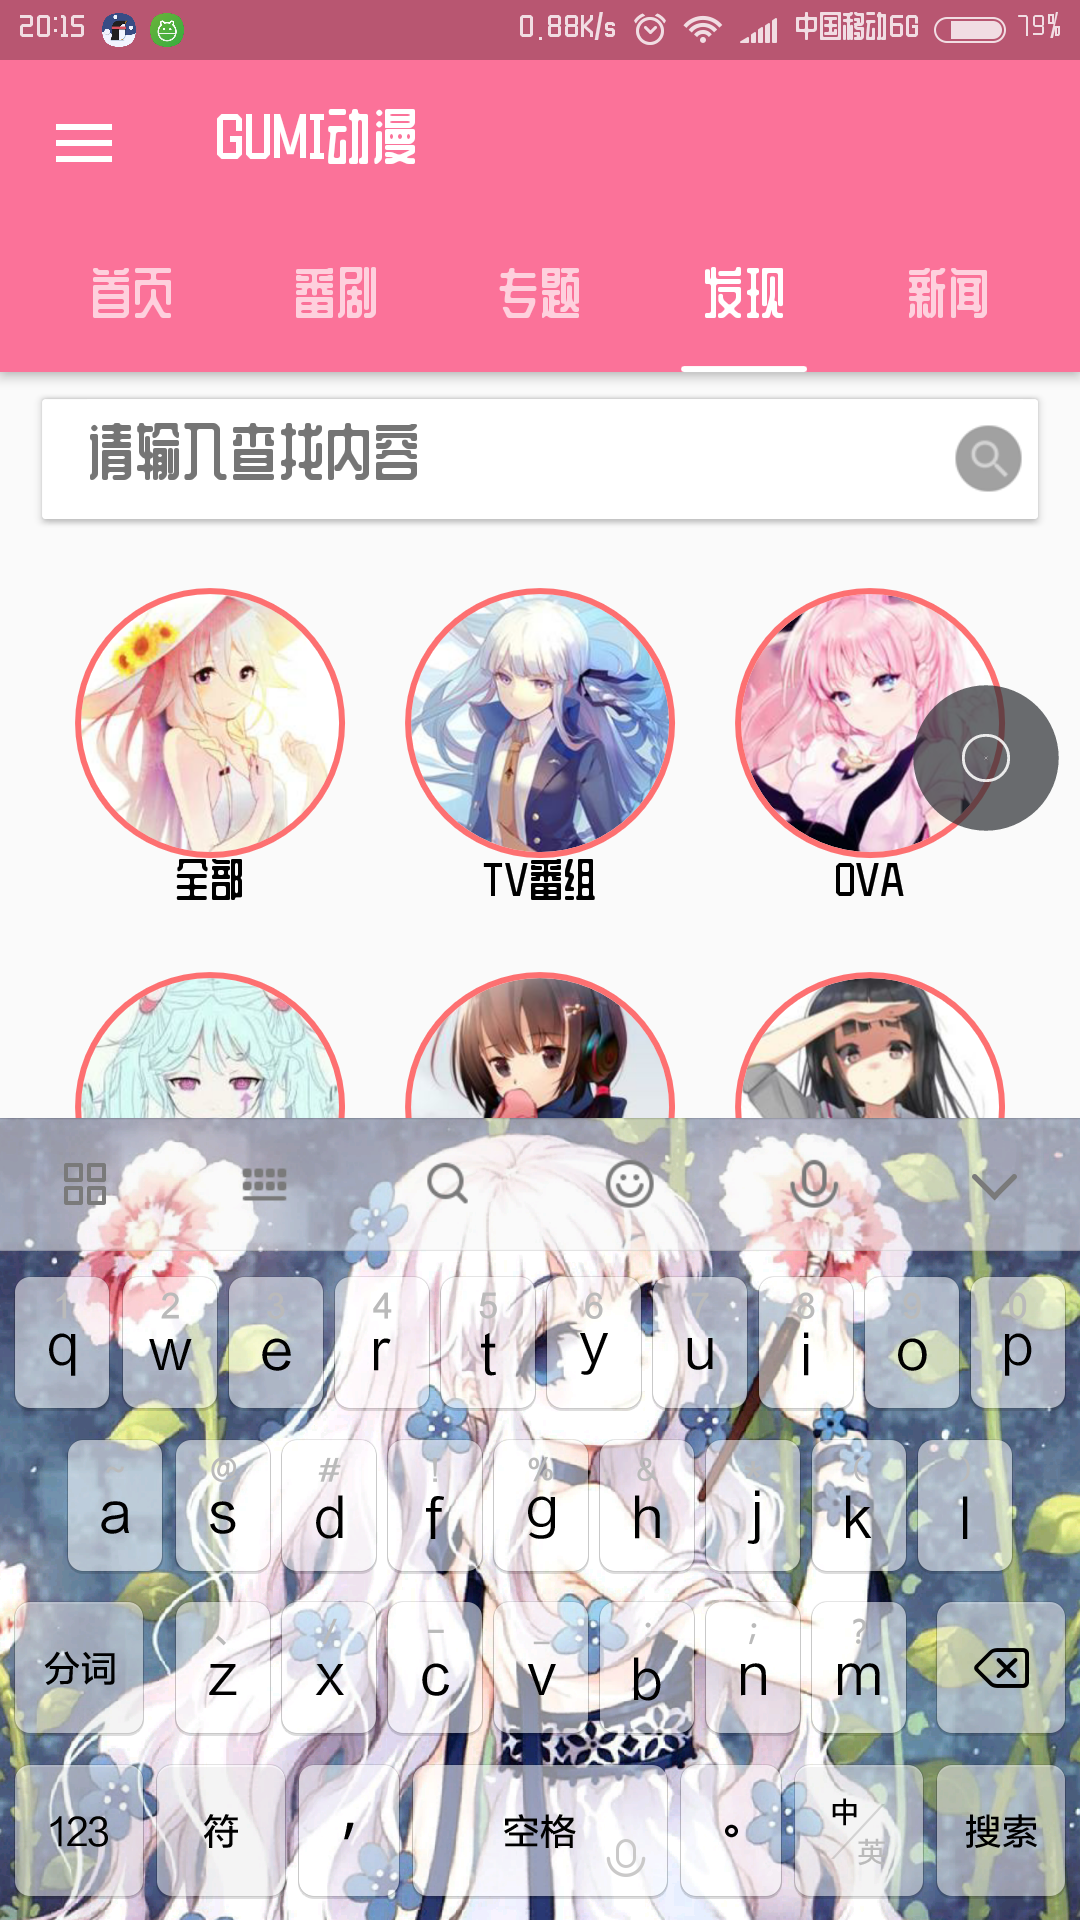 20:15 0.88K/s 中国移动6G 79%
GUMI动漫
首页 番剧 专题 发现 新闻
请输入查找内容
全部 TV番组 OVA
1 2 3 4 5 6 7 8 9 0
q w e r t y u i o p
~ @ # ! % &
a s d f g h j k l
、 – _ : ; ?
分词 z x c v b n m
123 符 , 空格 。 中/英 搜索